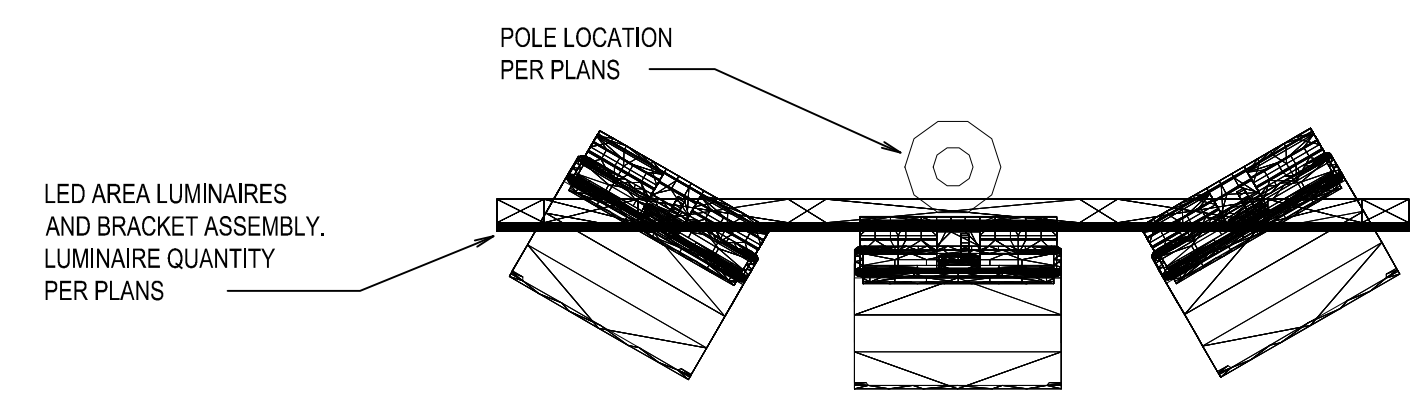 POLE LOCATION
PER PLANS
LED AREA LUMINAIRES
AND BRACKET ASSEMBLY.
LUMINAIRE QUANTITY
PER PLANS